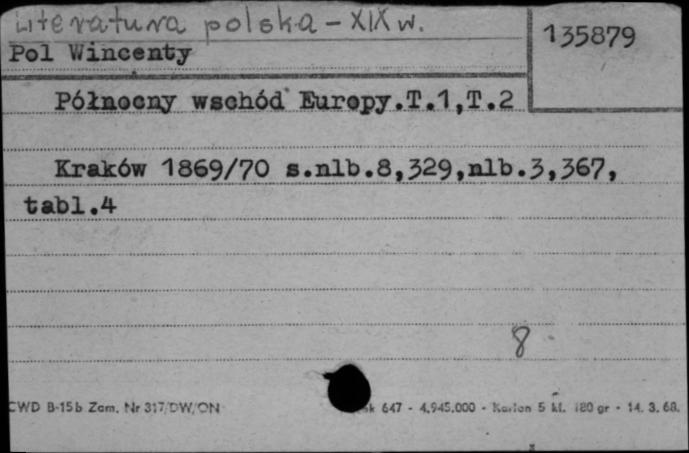 Literatura polska - XIX w.
135879
Pol Wincenty
Północny wschód Europy.T.1,T.2
Kraków 1869/70 s.nlb.8,329,nlb.3,367,
tabl.4
8
CWD B-15b Zam. Nr 317/DW/ON sk 647 - 4.945.000 - Karton 5 kl. 180 gr - 14. 3. 68.